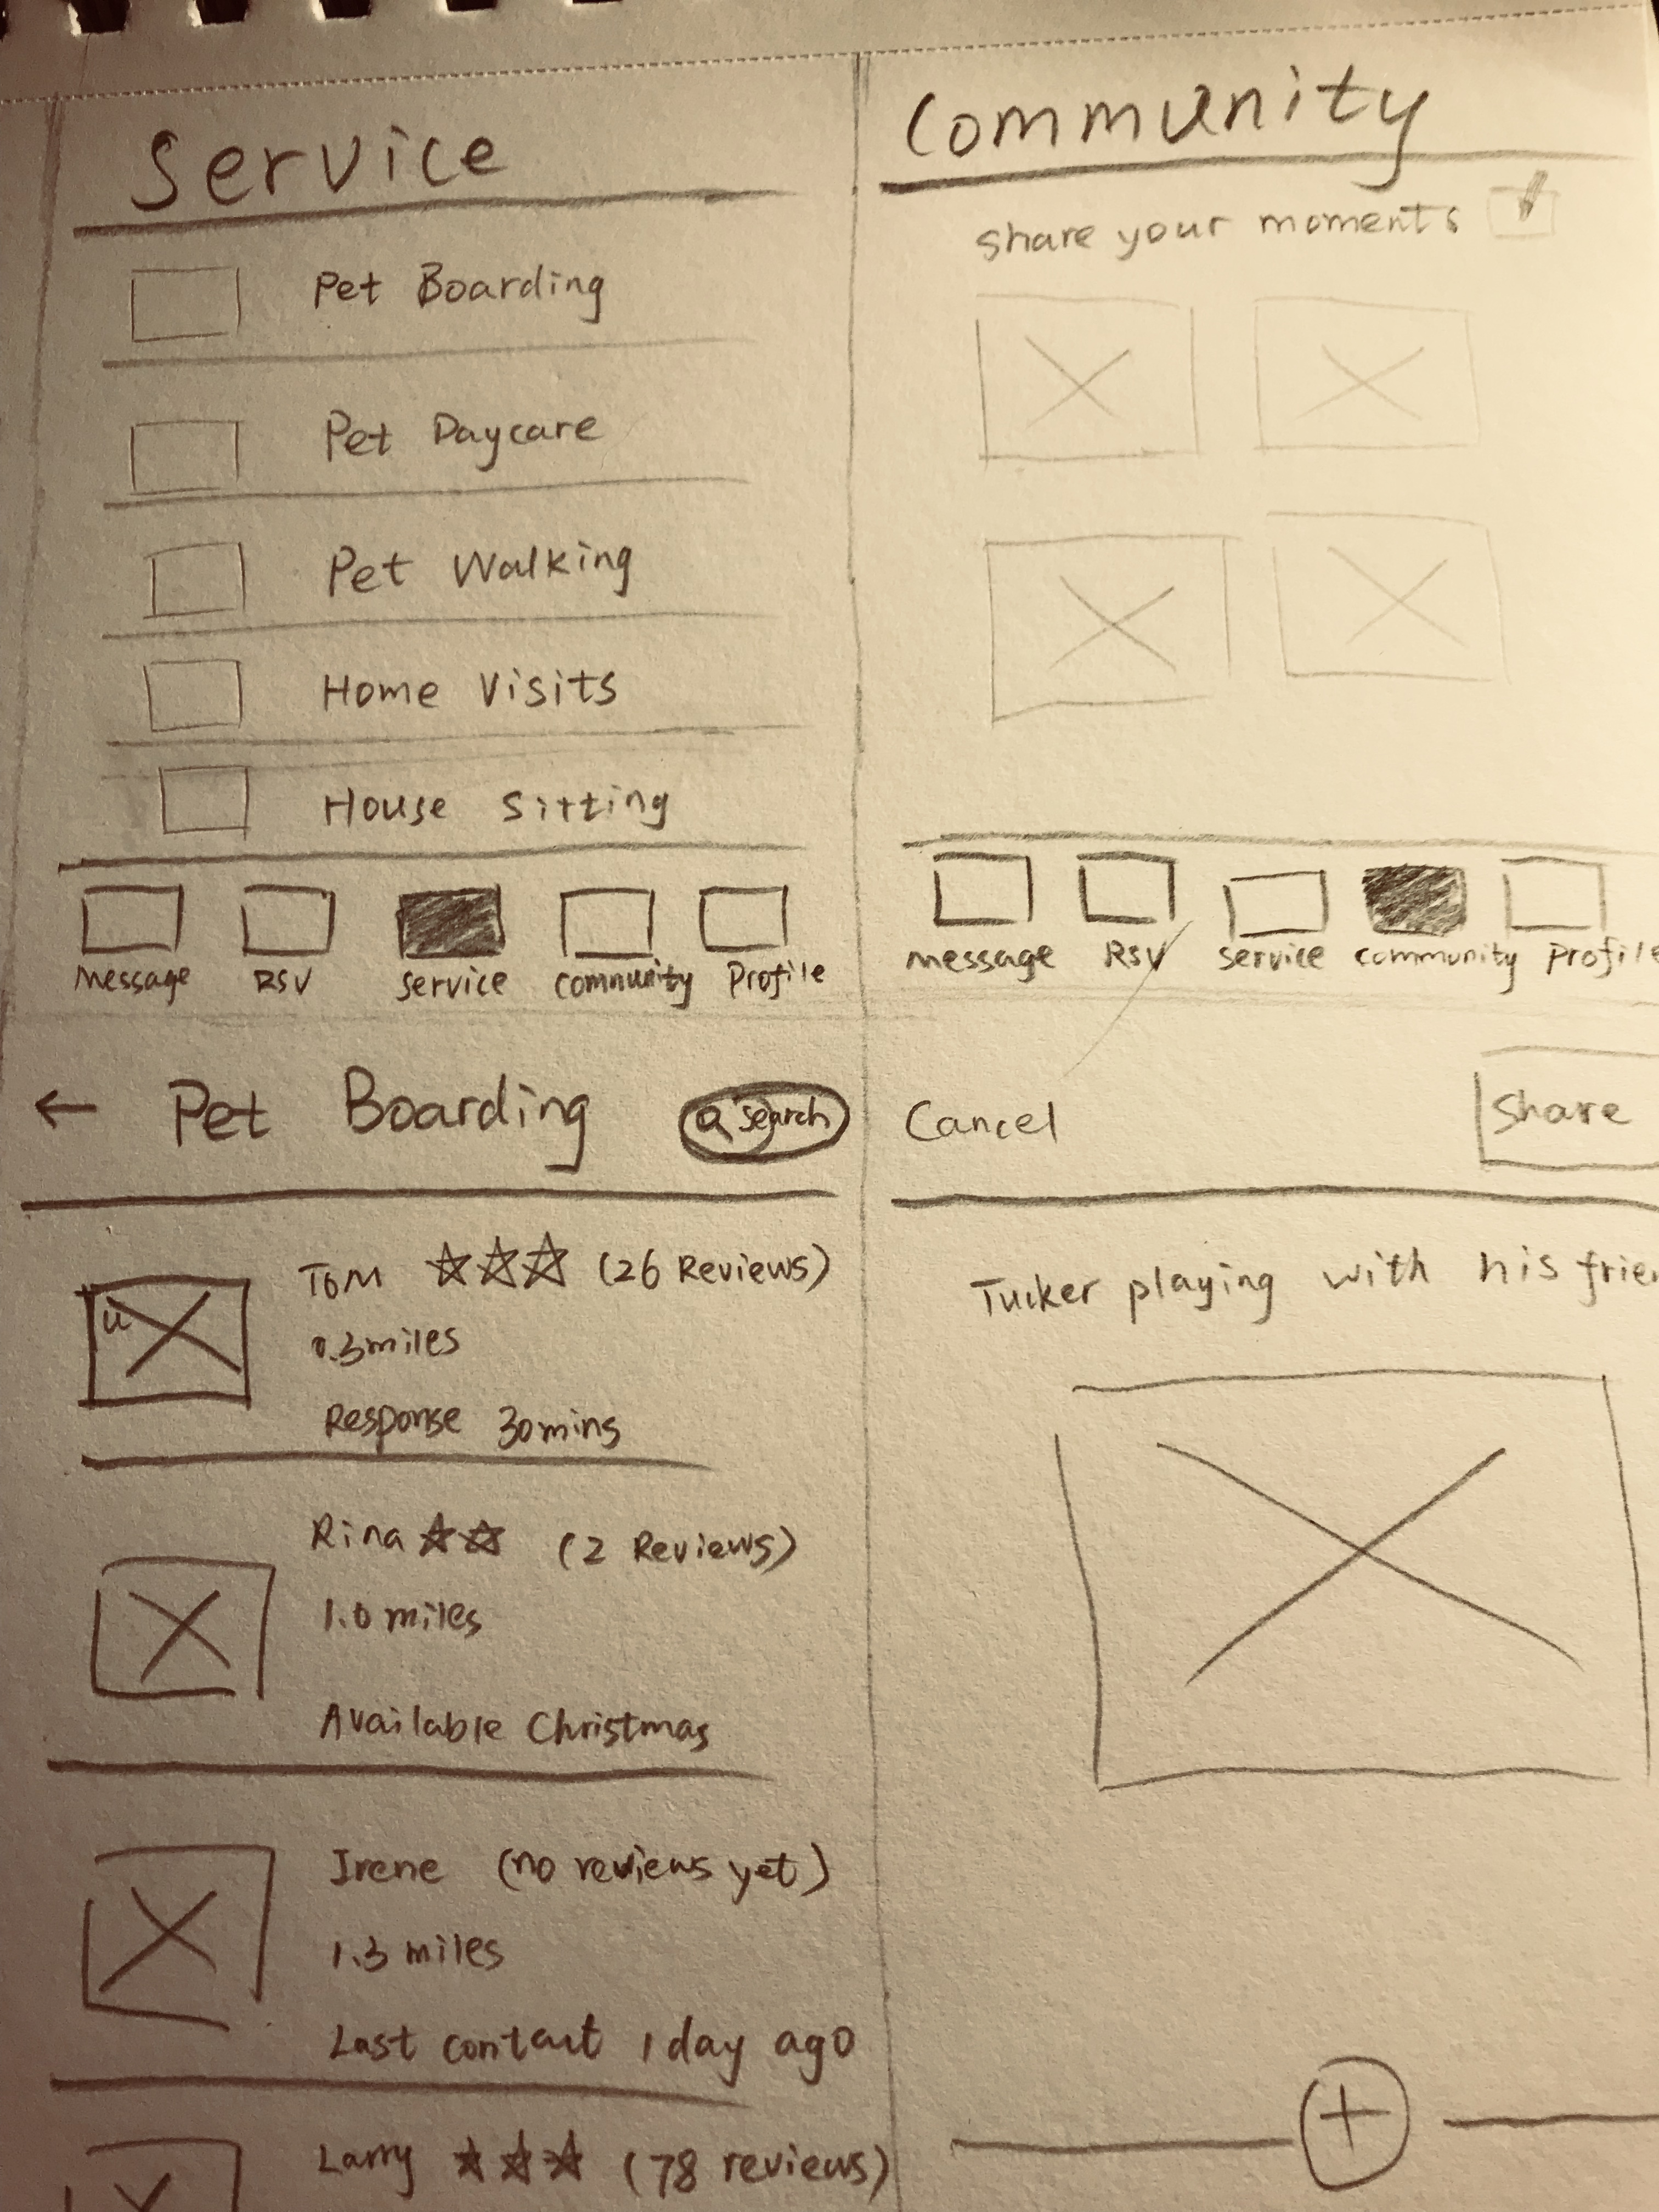 Service
Pet Boarding
Pet Daycare
Pet Walking
Home Visits
House Sitting
Message RSV Service community Profile
Community
share your moments
message RSV service community Profile
← Pet Boarding search
Tom ☆☆☆ (26 Reviews)
0.3 miles
Response 30mins
Rina ☆☆ (2 Reviews)
1.0 miles
Available Christmas
Irene (no reviews yet)
1.3 miles
Last contact 1 day ago
Larry ☆☆☆ (78 reviews)
Cancel Share
Tucker playing with his frie
+